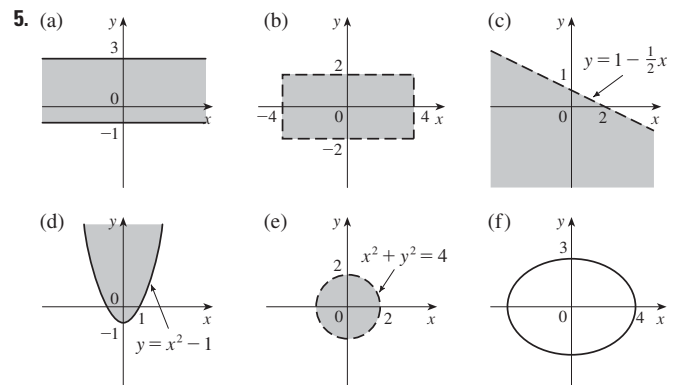 5. (a)
y
3
0
x
−1
(b)
y
2
−4
0
4 x
−2
(c)
y
y = 1 − ½x
1
0
2
x
(d)
y
0
1
x
−1
y = x² − 1
(e)
y
x² + y² = 4
2
0
2
x
(f)
y
3
0
4 x